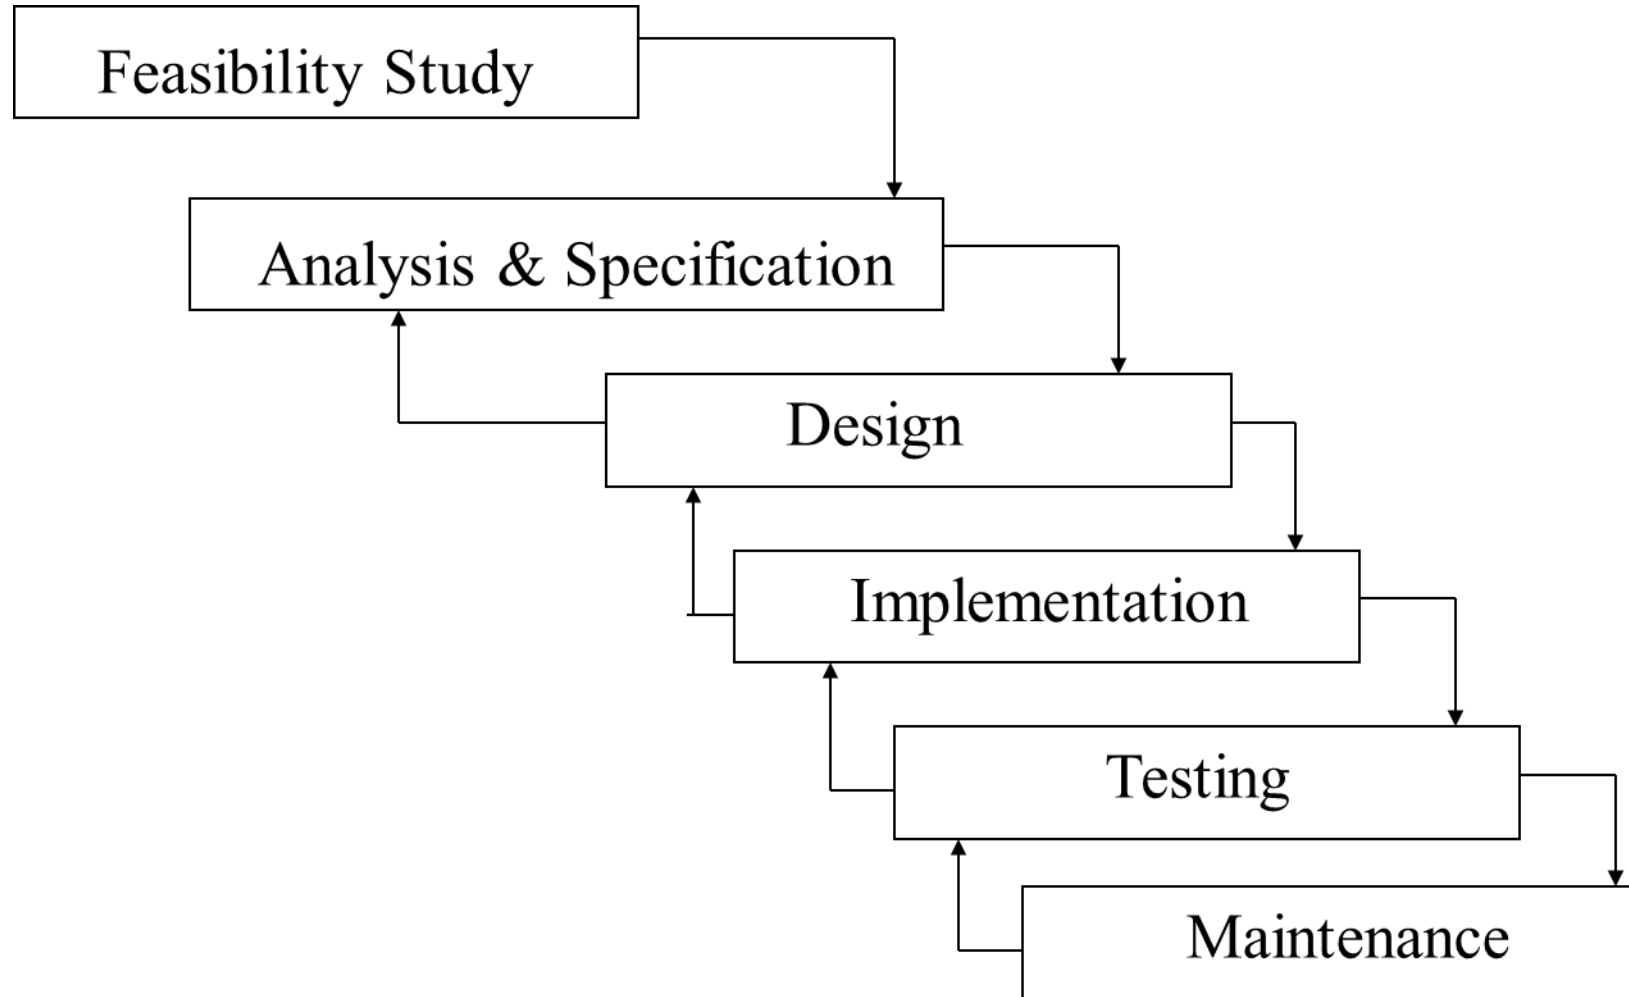 Feasibility Study
Analysis & Specification
Design
Implementation
Testing
Maintenance